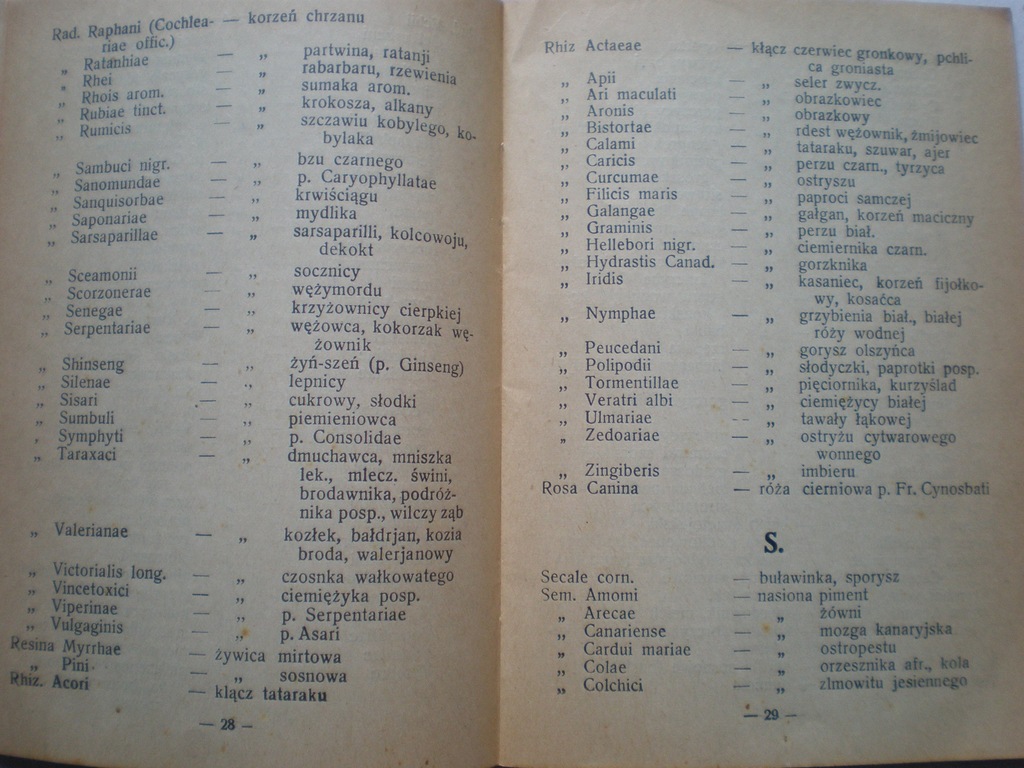 Rad. Raphani (Cochlea- — korzeń chrzanu
riae offic.)
„ Ratanhiae — „ partwina, ratanji
„ Rhei — „ rabarbaru, rzewienia
„ Rhois arom. — „ sumaka arom.
„ Rubiae tinct. — „ krokosza, alkany
„ Rumicis — „ szczawiu kobylego, ko-
bylaka
„ Sambuci nigr. — „ bzu czarnego
„ Sanomundae — „ p. Caryophyllatae
„ Sanquisorbae — „ krwiściągu
„ Saponariae — „ mydlika
„ Sarsaparillae — „ sarsaparilli, kolcowoju,
dekokt
„ Sceamonii — „ socznicy
„ Scorzonerae — „ wężymordu
„ Senegae — „ krzyżownicy cierpkiej
„ Serpentariae — „ wężowca, kokorzak wę-
żownik
„ Shinseng — „ żyń-szeń (p. Ginseng)
„ Silenae — „ lepnicy
„ Sisari — „ cukrowy, słodki
„ Sumbuli — „ piemieniowca
„ Symphyti — „ p. Consolidae
„ Taraxaci — „ dmuchawca, mniszka
lek., mlecz. świni,
brodawnika, podróż-
nika posp., wilczy ząb
„ Valerianae — „ kozłek, bałdrjan, kozia
broda, walerjanowy
„ Victorialis long. — „ czosnka wałkowatego
„ Vincetoxici — „ ciemiężyka posp.
„ Viperinae — „ p. Serpentariae
„ Vulgaginis — „ p. Asari
Resina Myrrhae — żywica mirtowa
„ Pini — „ sosnowa
Rhiz. Acori — kłącz tataraku
— 28 —
Rhiz Actaeae — kłącz czerwiec gronkowy, pchli-
ca groniasta
„ Apii — „ seler zwycz.
„ Ari maculati — „ obrazkowiec
„ Aronis — „ obrazkowy
„ Bistortae — „ rdest wężownik, żmijowiec
„ Calami — „ tataraku, szuwar, ajer
„ Caricis — „ perzu czarn., tyrzyca
„ Curcumae — „ ostryszu
„ Filicis maris — „ paproci samczej
„ Galangae — „ gałgan, korzeń maciczny
„ Graminis — „ perzu biał.
„ Hellebori nigr. — „ ciemiernika czarn.
„ Hydrastis Canad. — „ gorzknika
„ Iridis — „ kasaniec, korzeń fijołko-
wy, kosaćca
„ Nymphae — „ grzybienia biał., białej
róży wodnej
„ Peucedani — „ gorysz olszyńca
„ Polipodii — „ słodyczki, paprotki posp.
„ Tormentillae — „ pięciornika, kurzyślad
„ Veratri albi — „ ciemiężycy białej
„ Ulmariae — „ tawały łąkowej
„ Zedoariae — „ ostryżu cytwarowego
wonnego
„ Zingiberis — „ imbieru
Rosa Canina — róża cierniowa p. Fr. Cynosbati
S.
Secale corn. — buławinka, sporysz
Sem. Amomi — nasiona piment
„ Arecae — „ żówni
„ Canariense — „ mozga kanaryjska
„ Cardui mariae — „ ostropestu
„ Colae — „ orzesznika afr., kola
„ Colchici — „ zimowitu jesiennego
— 29 —